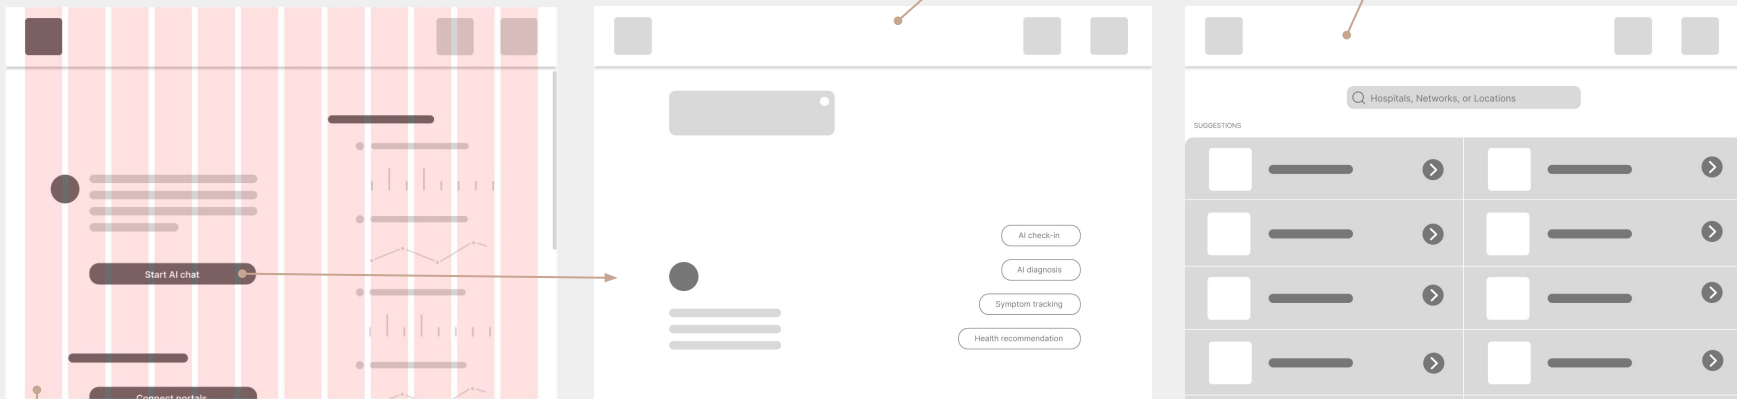 Start AI chat
Connect portals
AI check-in
AI diagnosis
Symptom tracking
Health recommendation
Hospitals, Networks, or Locations
SUGGESTIONS